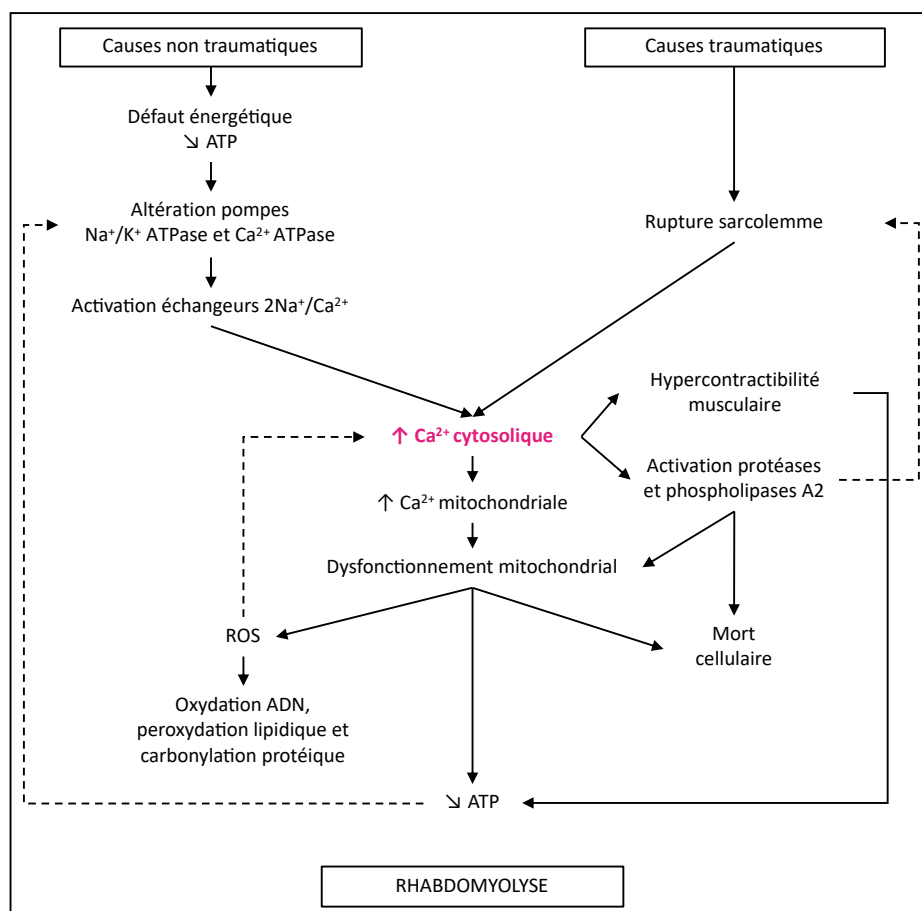 Causes non traumatiques
Causes traumatiques
Défaut énergétique
↘ ATP
Altération pompes
Na⁺/K⁺ ATPase et Ca²⁺ ATPase
Rupture sarcolemme
Activation échangeurs 2Na⁺/Ca²⁺
Hypercontractibilité
musculaire
↑ Ca²⁺ cytosolique
Activation protéases
et phospholipases A2
↑ Ca²⁺ mitochondriale
Dysfonctionnement mitochondrial
ROS
Mort
cellulaire
Oxydation ADN,
peroxydation lipidique et
carbonylation protéique
↘ ATP
RHABDOMYOLYSE